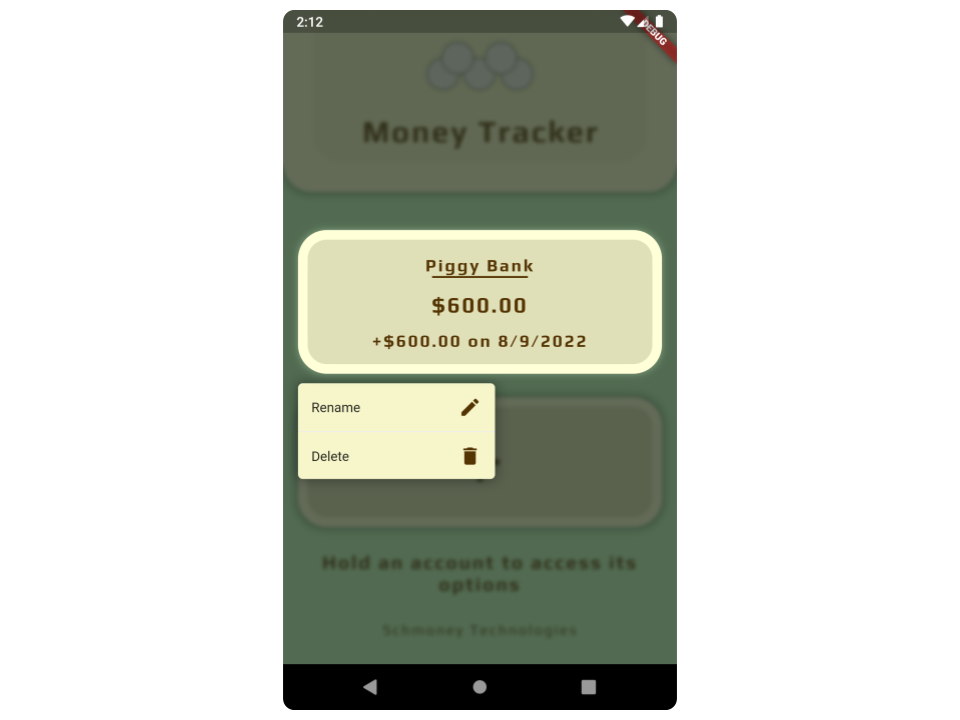 2:12
DEBUG
Money Tracker
Piggy Bank
$600.00
+$600.00 on 8/9/2022
Rename
Delete
Hold an account to access its
options
Schmoney Technologies